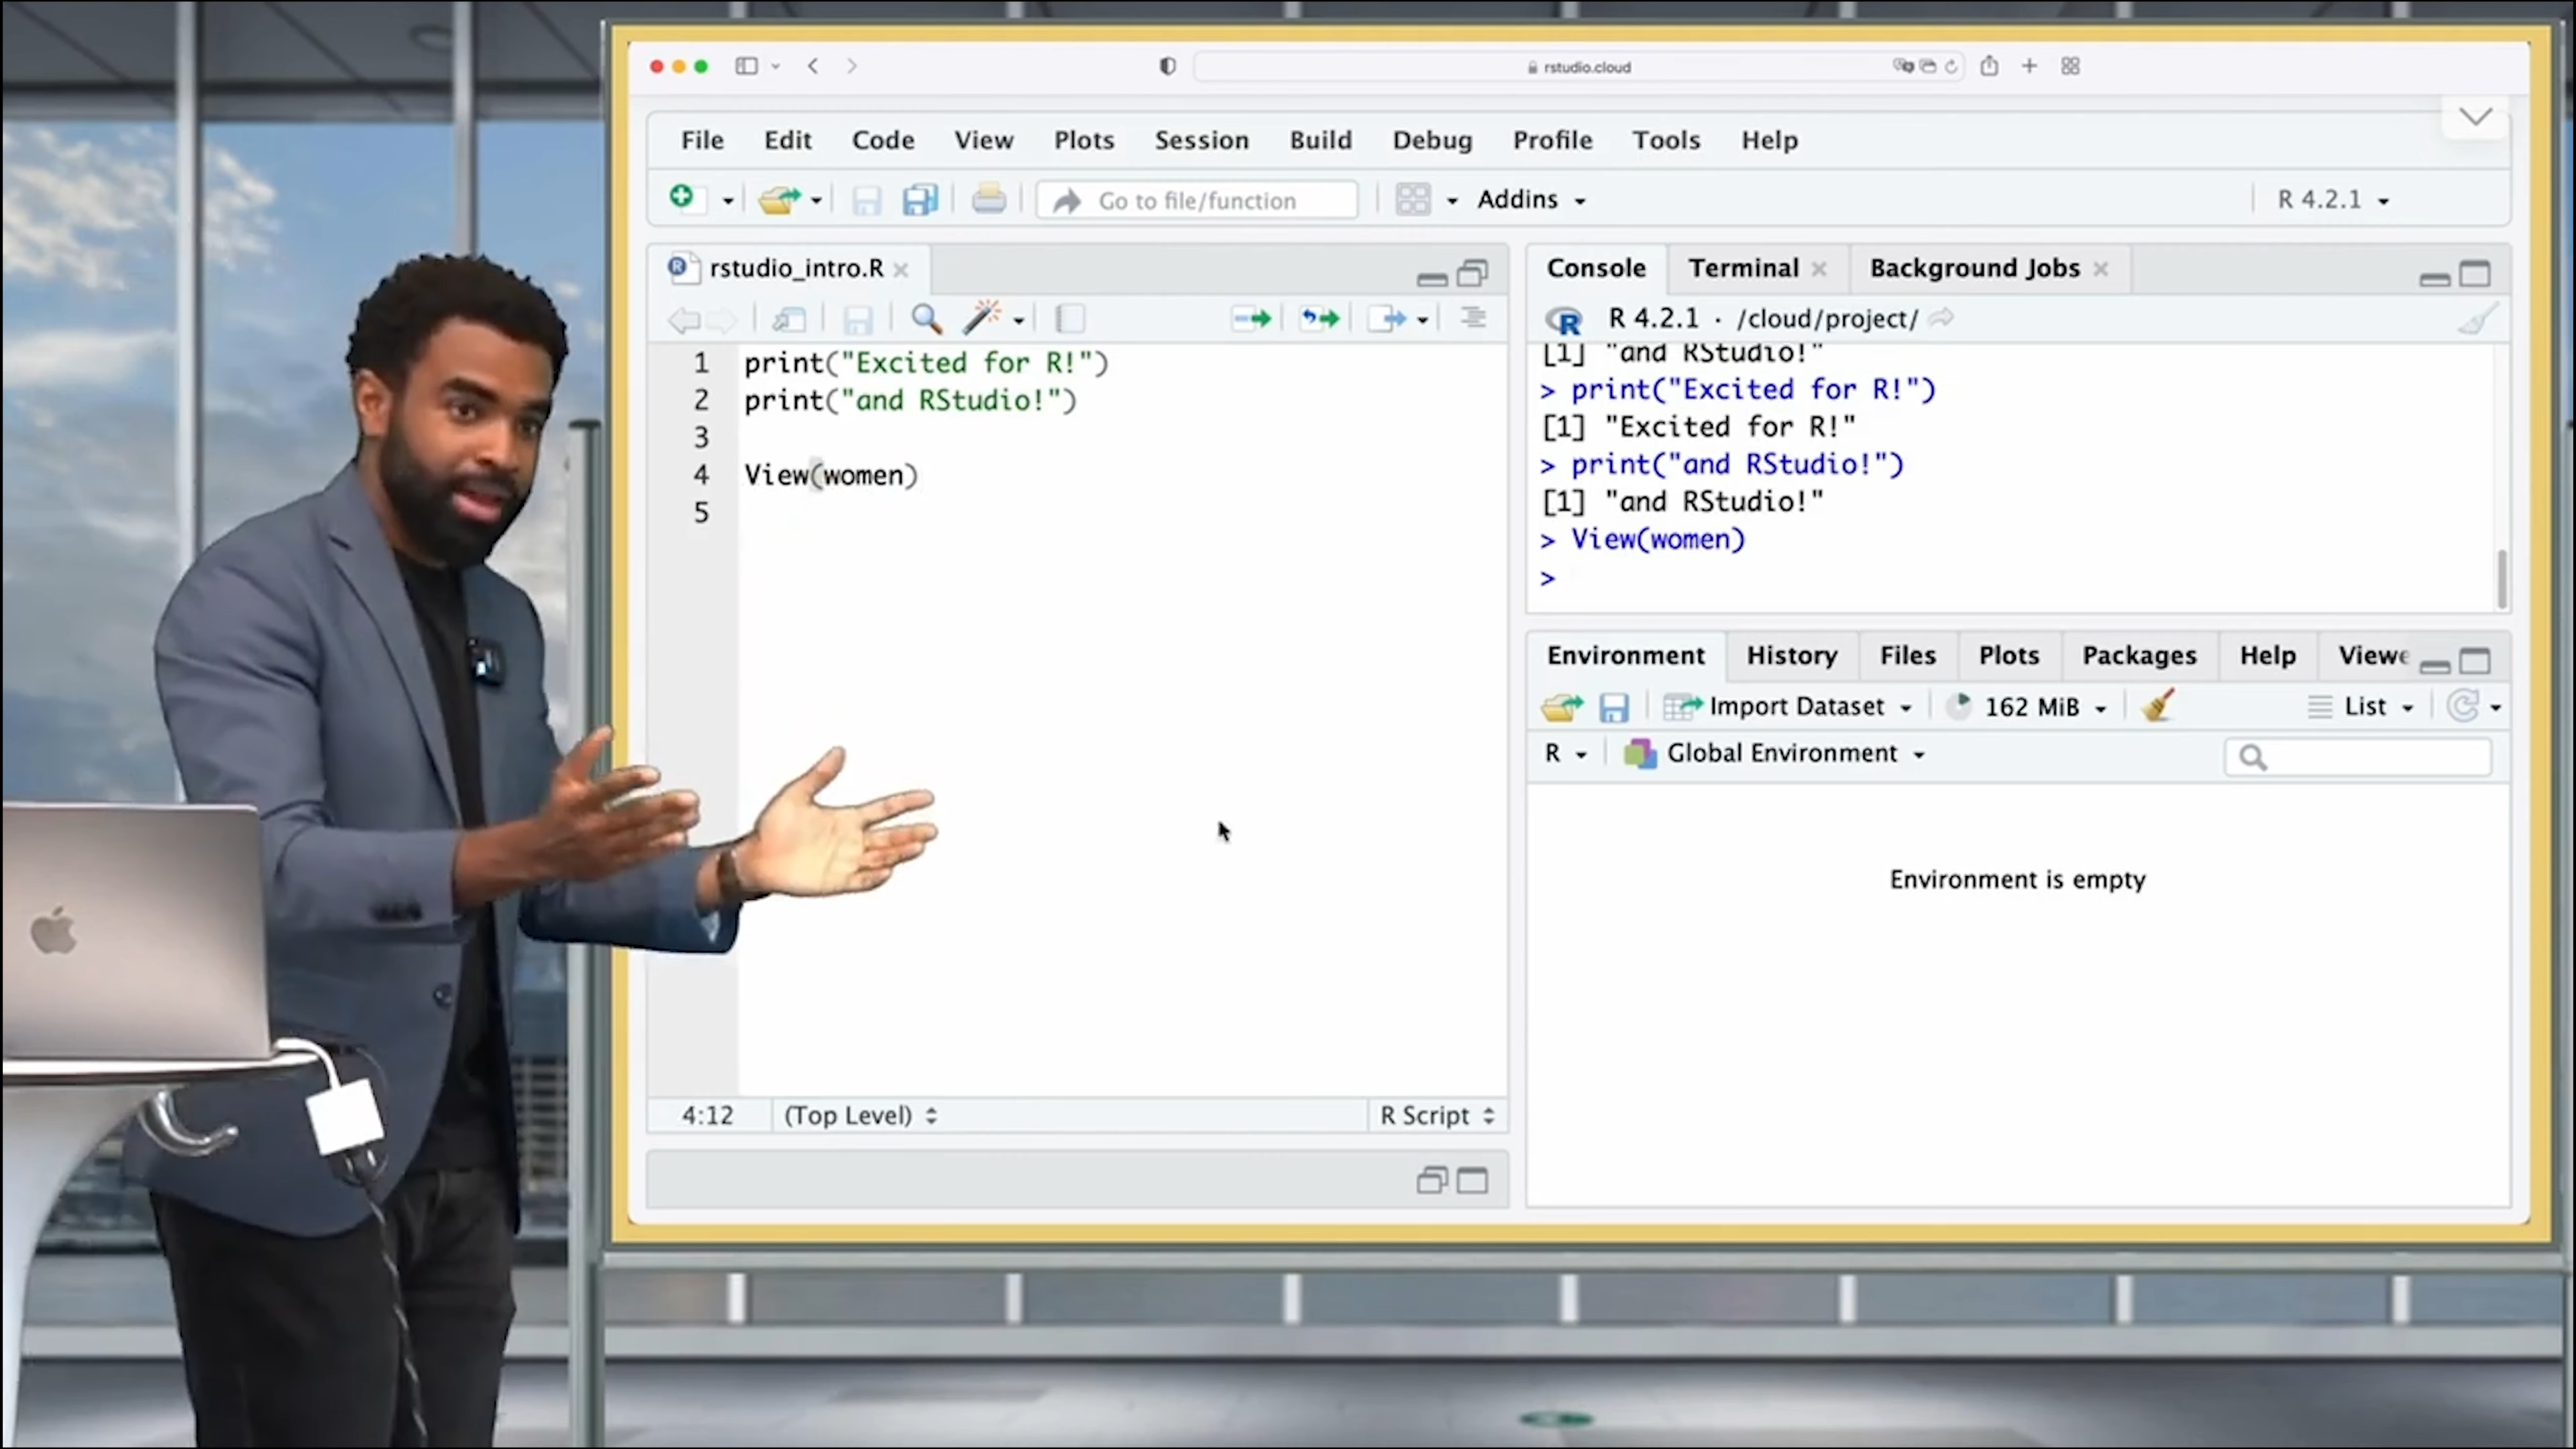 rstudio.cloud
File Edit Code View Plots Session Build Debug Profile Tools Help
Go to file/function Addins R 4.2.1
rstudio_intro.R
1 print("Excited for R!")
2 print("and RStudio!")
3
4 View(women)
5
4:12 (Top Level) R Script
Console Terminal Background Jobs
R R 4.2.1 · /cloud/project/
[1] "and RStudio!"
> print("Excited for R!")
[1] "Excited for R!"
> print("and RStudio!")
[1] "and RStudio!"
> View(women)
>
Environment History Files Plots Packages Help Viewe
Import Dataset 162 MiB List
R Global Environment
Environment is empty